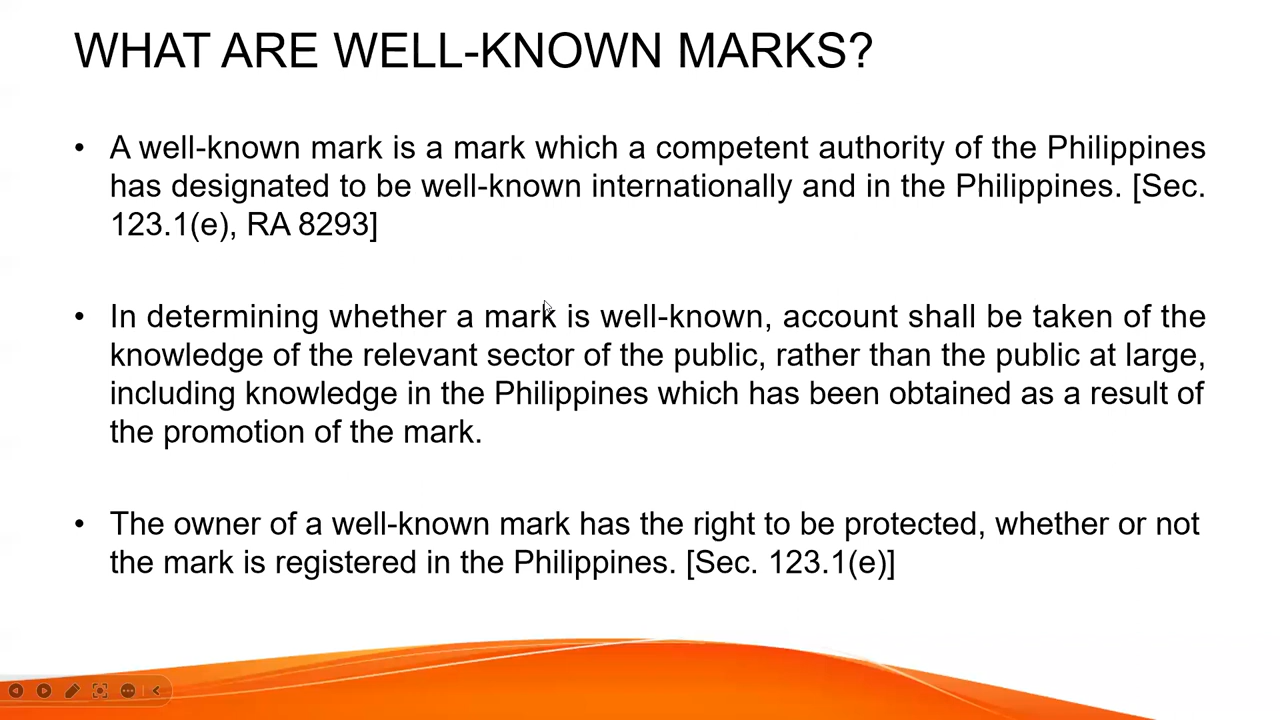 WHAT ARE WELL-KNOWN MARKS?
• A well-known mark is a mark which a competent authority of the Philippines
has designated to be well-known internationally and in the Philippines. [Sec.
123.1(e), RA 8293]
• In determining whether a mark is well-known, account shall be taken of the
knowledge of the relevant sector of the public, rather than the public at large,
including knowledge in the Philippines which has been obtained as a result of
the promotion of the mark.
• The owner of a well-known mark has the right to be protected, whether or not
the mark is registered in the Philippines. [Sec. 123.1(e)]